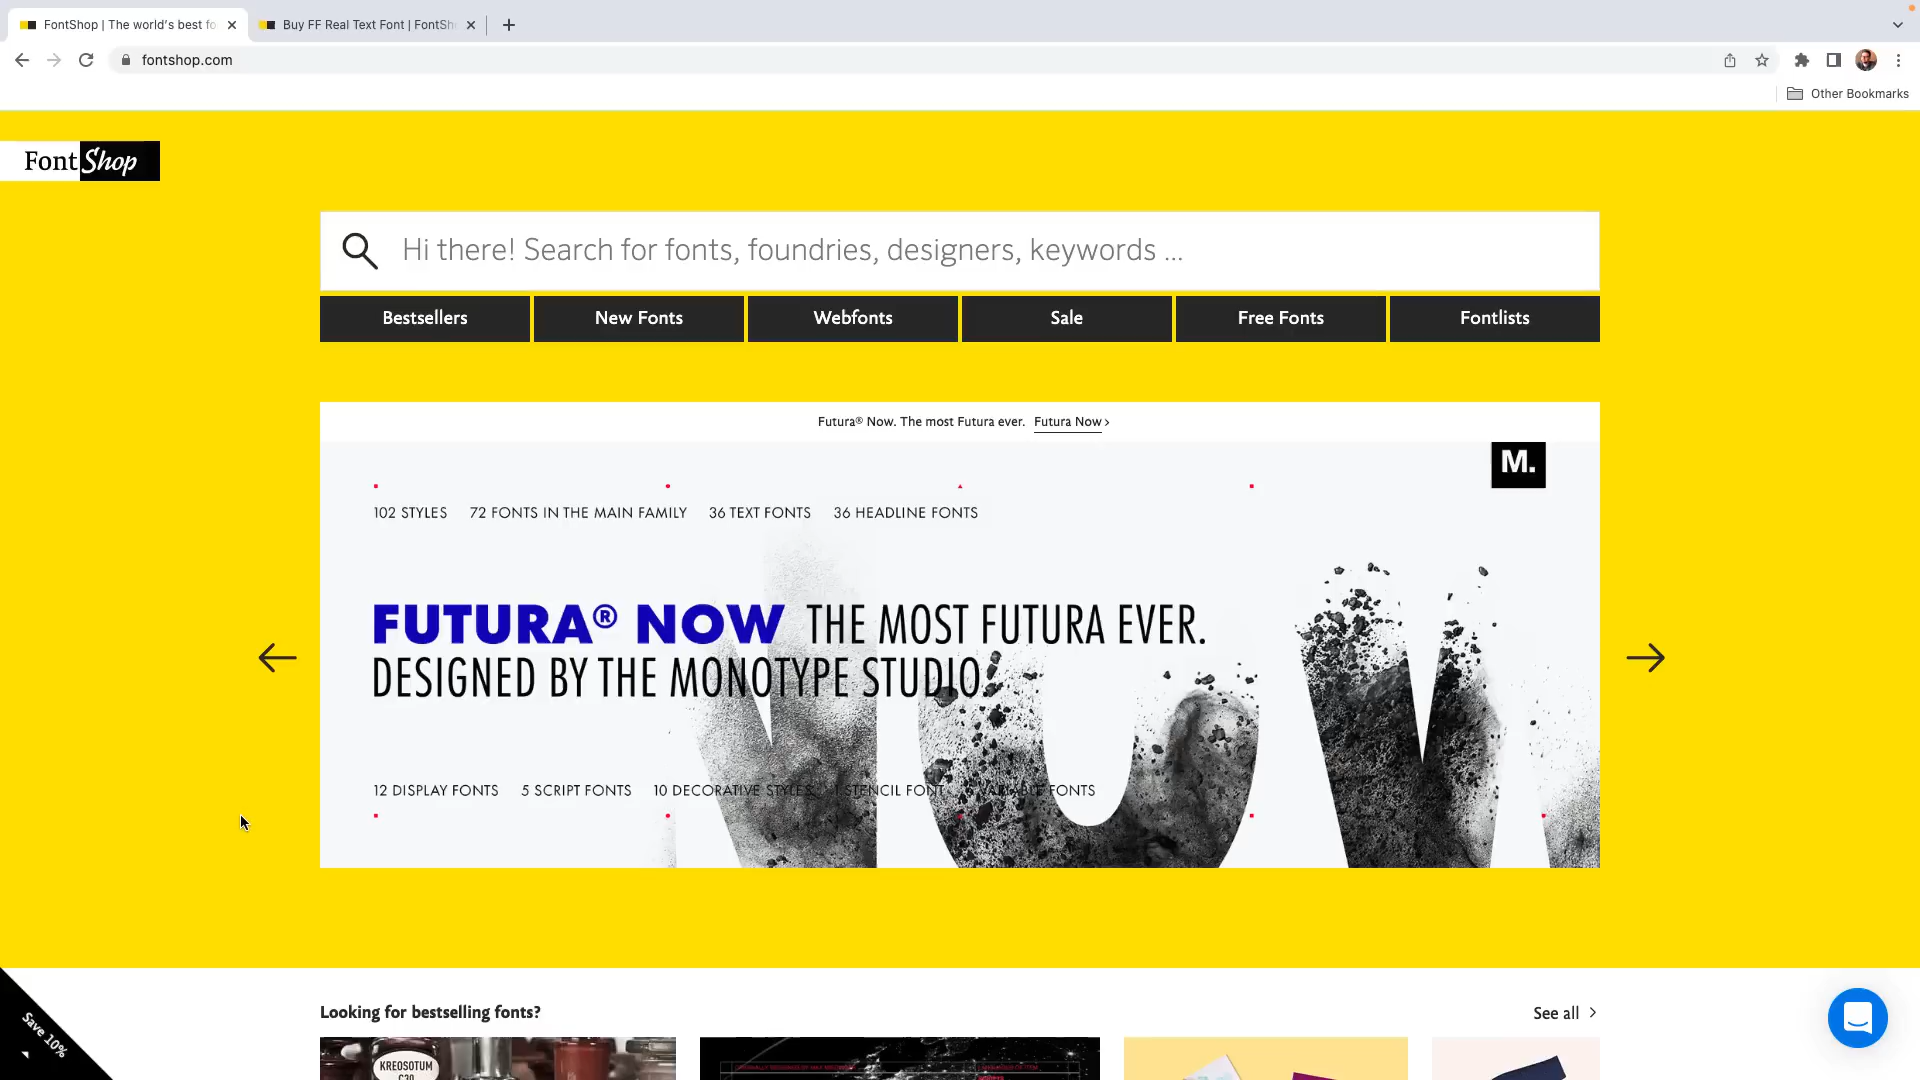 FontShop | The world's best fo
Buy FF Real Text Font | FontSh
fontshop.com
Other Bookmarks
FontShop
Hi there! Search for fonts, foundries, designers, keywords ...
Bestsellers
New Fonts
Webfonts
Sale
Free Fonts
Fontlists
Futura® Now. The most Futura ever. Futura Now
M.
102 STYLES 72 FONTS IN THE MAIN FAMILY 36 TEXT FONTS 36 HEADLINE FONTS
FUTURA® NOW THE MOST FUTURA EVER.
DESIGNED BY THE MONOTYPE STUDIO.
12 DISPLAY FONTS 5 SCRIPT FONTS 10 DECORATIVE STYLES 1 STENCIL FONT VARIABLE FONTS
Looking for bestselling fonts?
See all
Save 10%
KREOSOTUM
C30